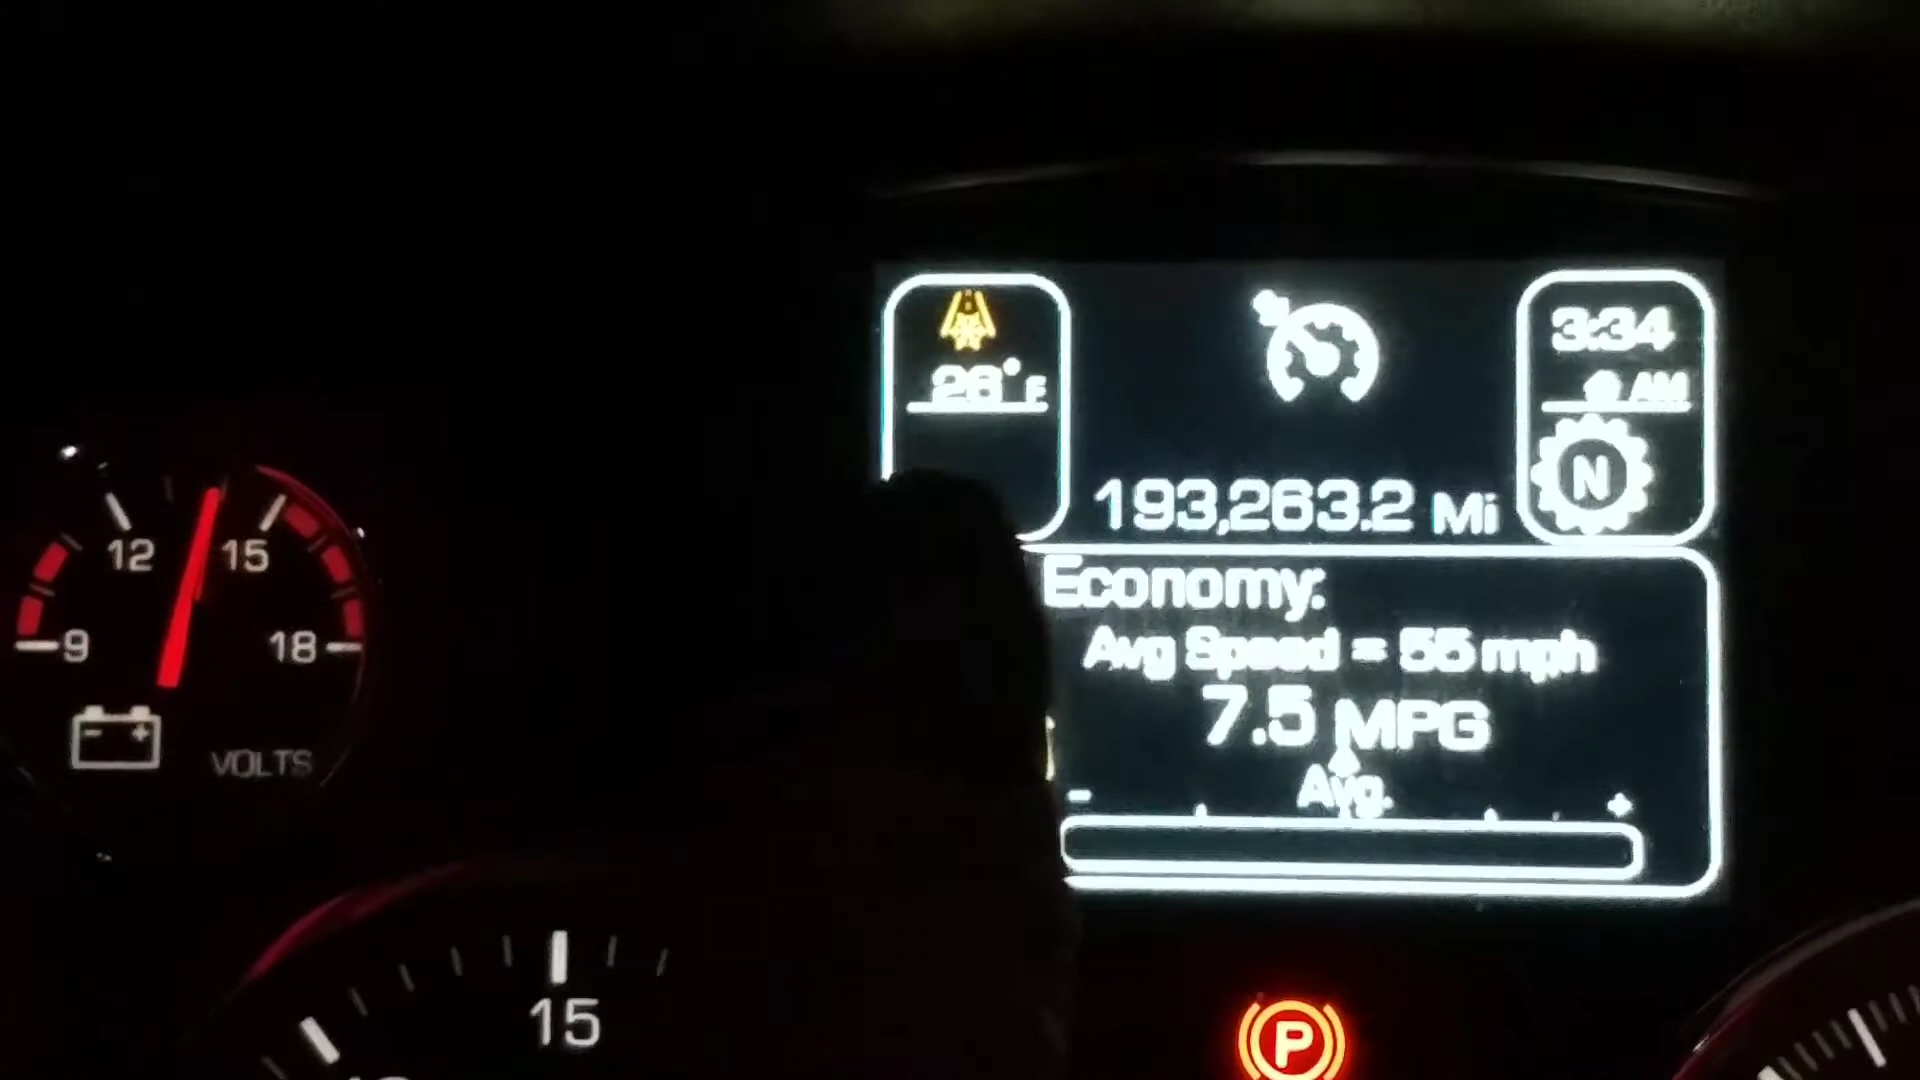 3:34
26°F
AM
N
193,263.2 Mi
Economy:
Avg Speed = 55 mph
7.5 MPG
Avg.
- +
12 15
9 18
- +
VOLTS
15
P